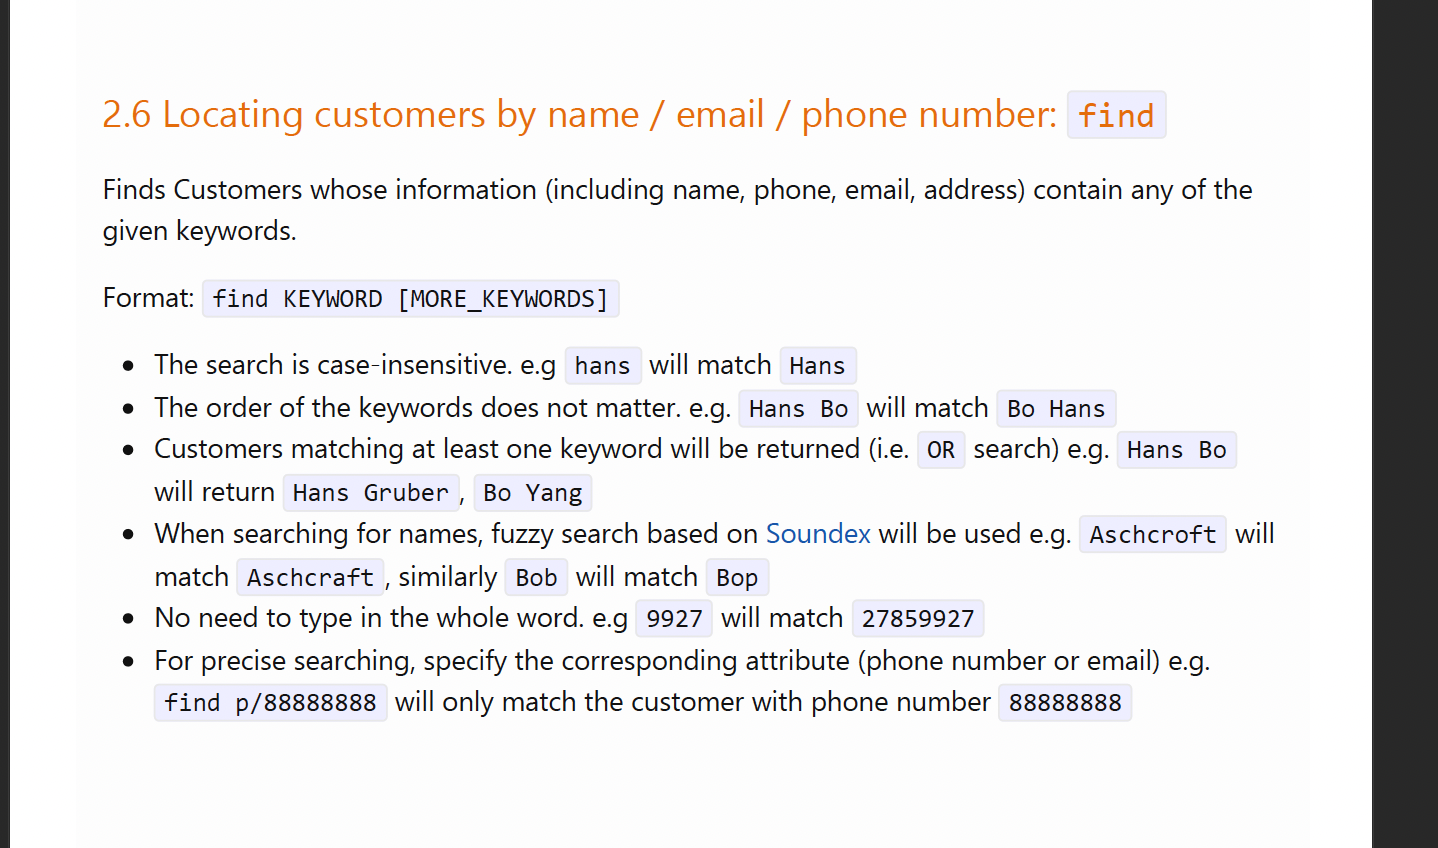 2.6 Locating customers by name / email / phone number: find
Finds Customers whose information (including name, phone, email, address) contain any of the
given keywords.
Format: find KEYWORD [MORE_KEYWORDS]
• The search is case-insensitive. e.g hans will match Hans
• The order of the keywords does not matter. e.g. Hans Bo will match Bo Hans
• Customers matching at least one keyword will be returned (i.e. OR search) e.g. Hans Bo
will return Hans Gruber, Bo Yang
• When searching for names, fuzzy search based on Soundex will be used e.g. Aschcroft will
match Aschcraft, similarly Bob will match Bop
• No need to type in the whole word. e.g 9927 will match 27859927
• For precise searching, specify the corresponding attribute (phone number or email) e.g.
find p/88888888 will only match the customer with phone number 88888888